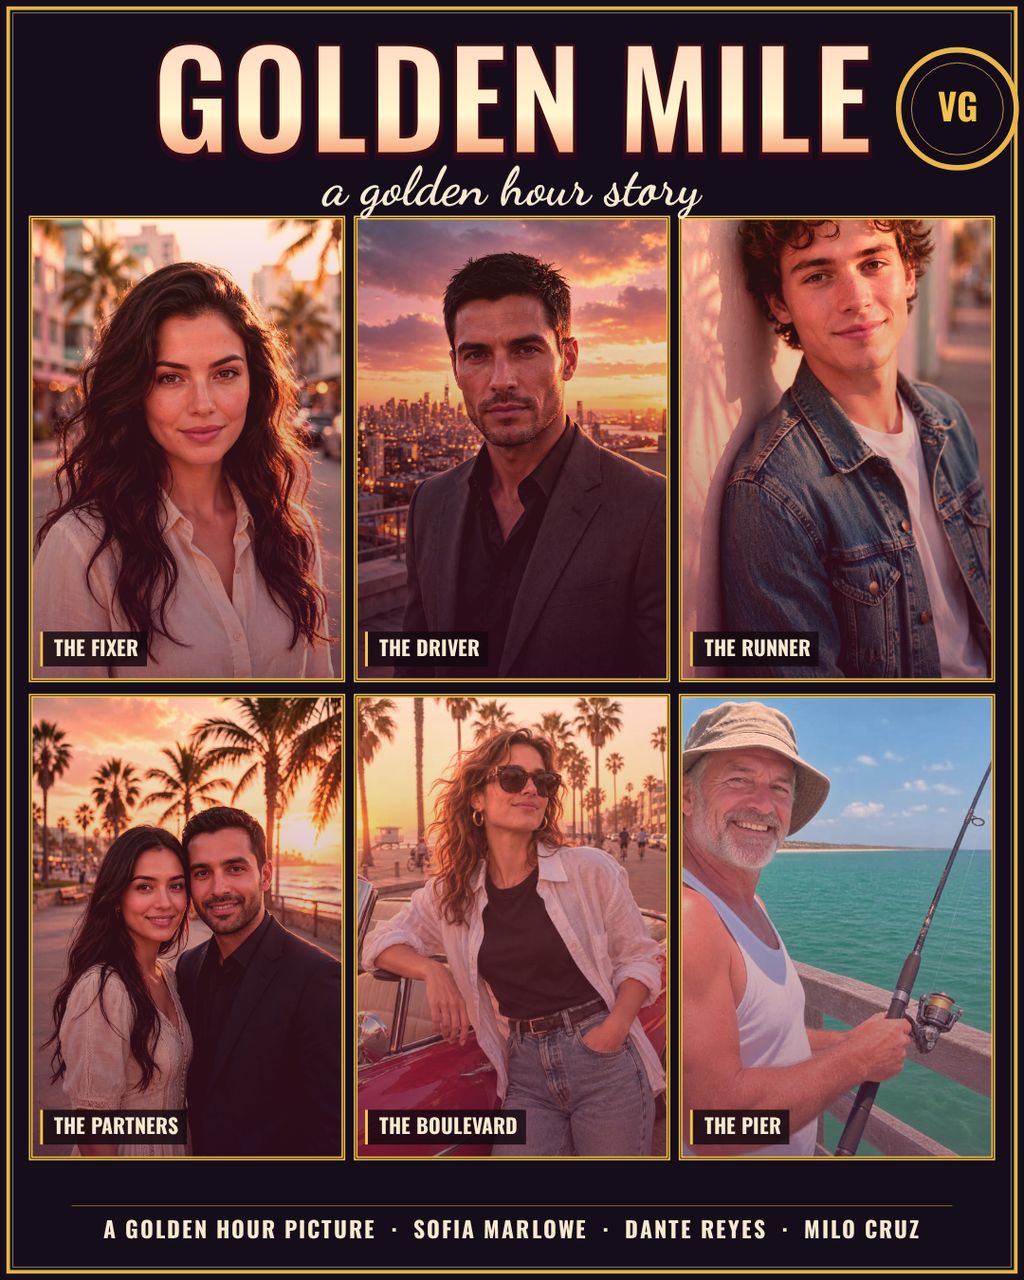 GOLDEN MILE
VG
a golden hour story
THE FIXER
THE DRIVER
THE RUNNER
THE PARTNERS
THE BOULEVARD
THE PIER
A GOLDEN HOUR PICTURE · SOFIA MARLOWE · DANTE REYES · MILO CRUZ